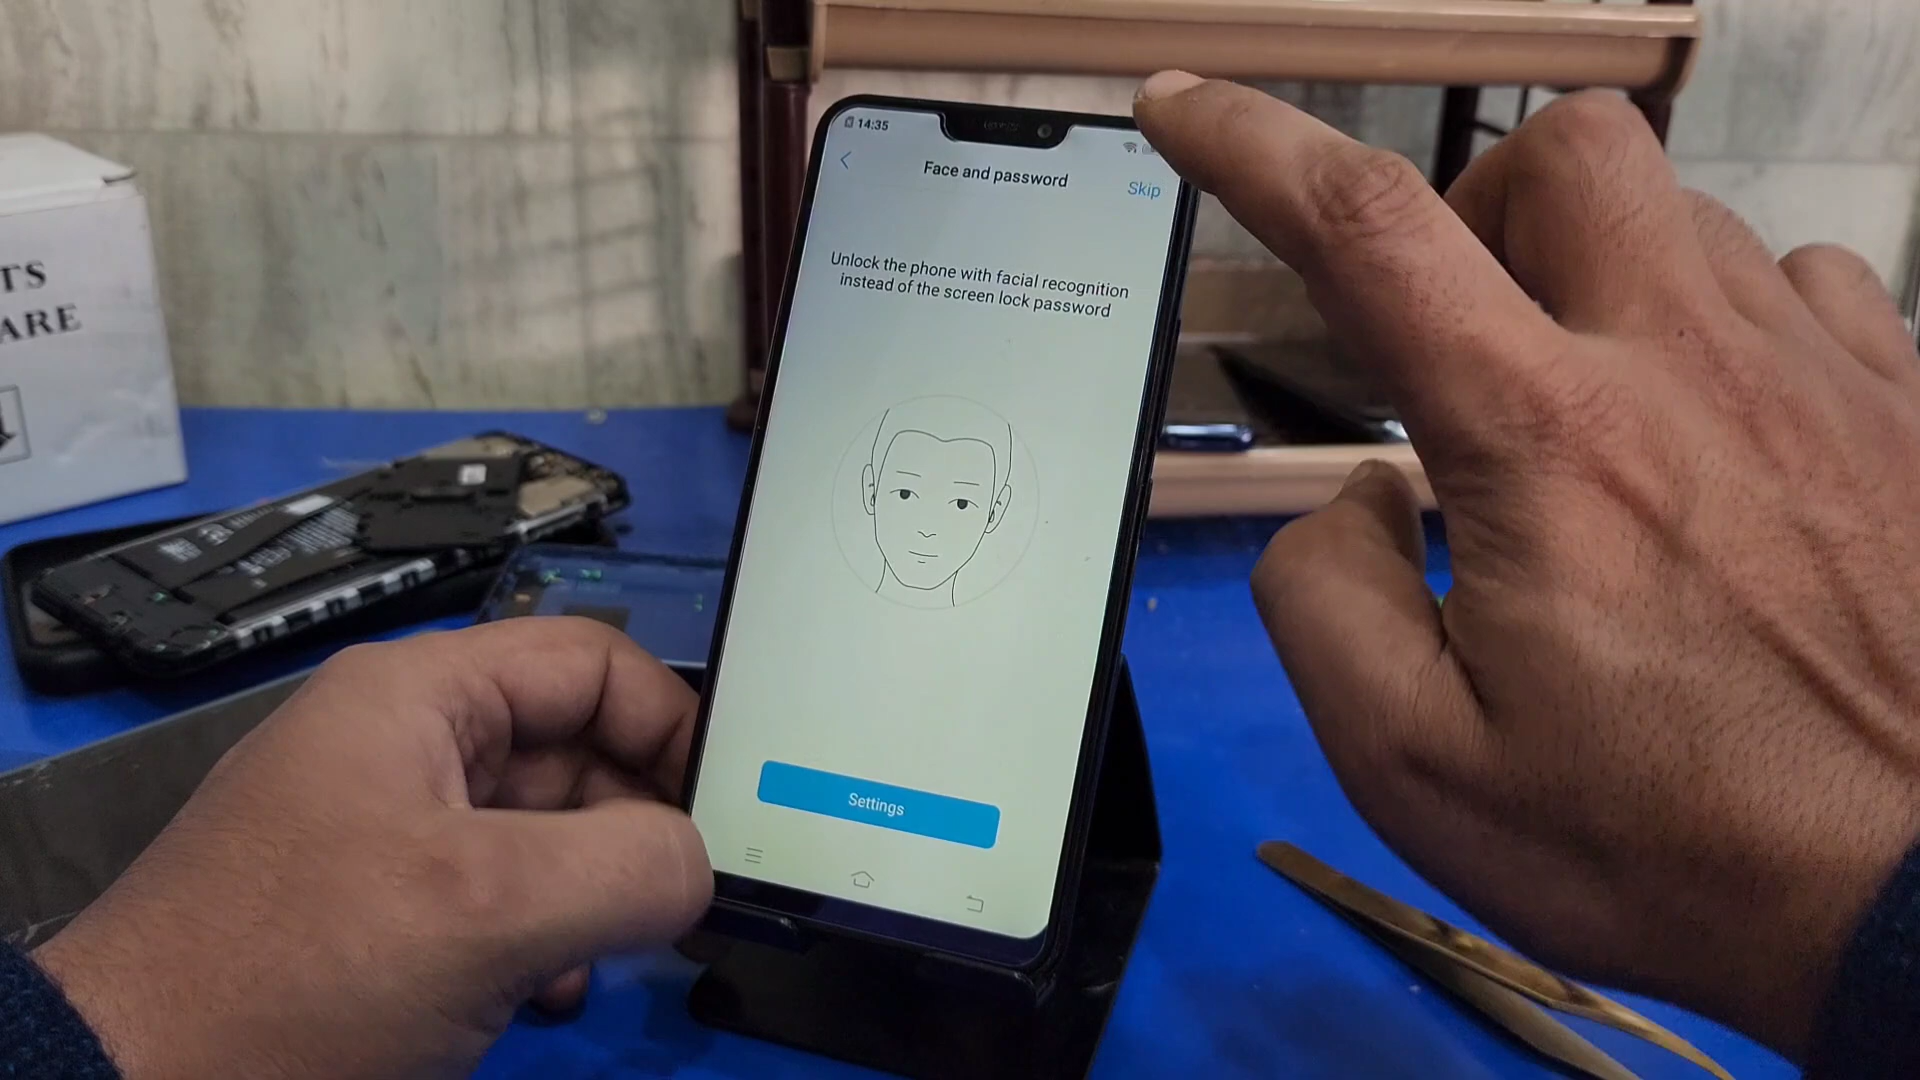 14:35
Face and password
Skip
Unlock the phone with facial recognition
instead of the screen lock password
Settings
TS
ARE